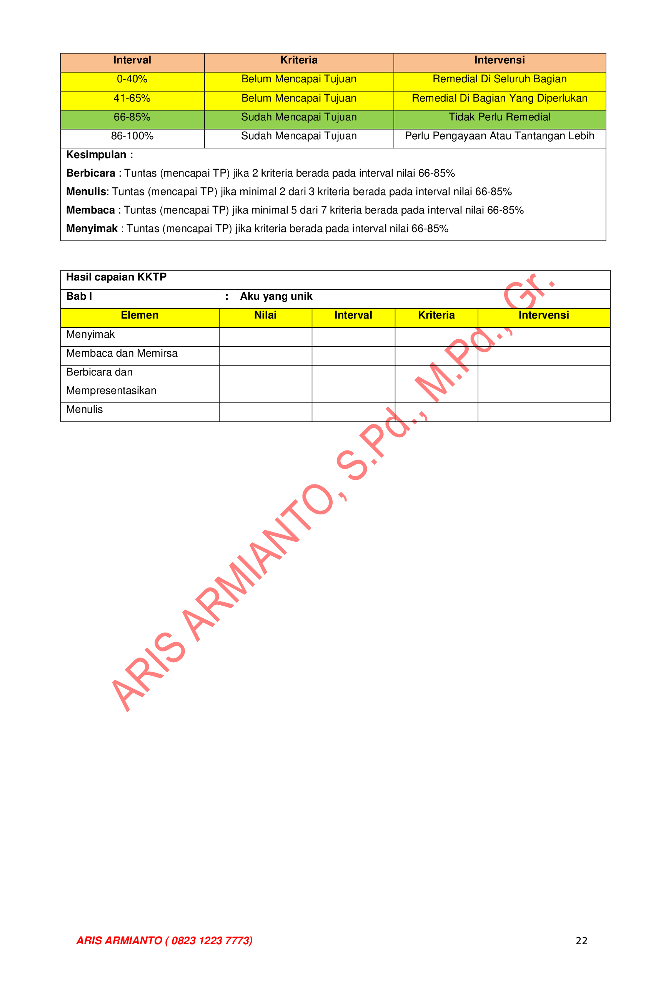 Interval Kriteria Intervensi
0-40% Belum Mencapai Tujuan Remedial Di Seluruh Bagian
41-65% Belum Mencapai Tujuan Remedial Di Bagian Yang Diperlukan
66-85% Sudah Mencapai Tujuan Tidak Perlu Remedial
86-100% Sudah Mencapai Tujuan Perlu Pengayaan Atau Tantangan Lebih
Kesimpulan :
Berbicara : Tuntas (mencapai TP) jika 2 kriteria berada pada interval nilai 66-85%
Menulis: Tuntas (mencapai TP) jika minimal 2 dari 3 kriteria berada pada interval nilai 66-85%
Membaca : Tuntas (mencapai TP) jika minimal 5 dari 7 kriteria berada pada interval nilai 66-85%
Menyimak : Tuntas (mencapai TP) jika kriteria berada pada interval nilai 66-85%
Hasil capaian KKTP
Bab I : Aku yang unik
Elemen Nilai Interval Kriteria Intervensi
Menyimak
Membaca dan Memirsa
Berbicara dan
Mempresentasikan
Menulis
ARIS ARMIANTO, S.Pd., M.Pd., Gr.
ARIS ARMIANTO ( 0823 1223 7773) 22